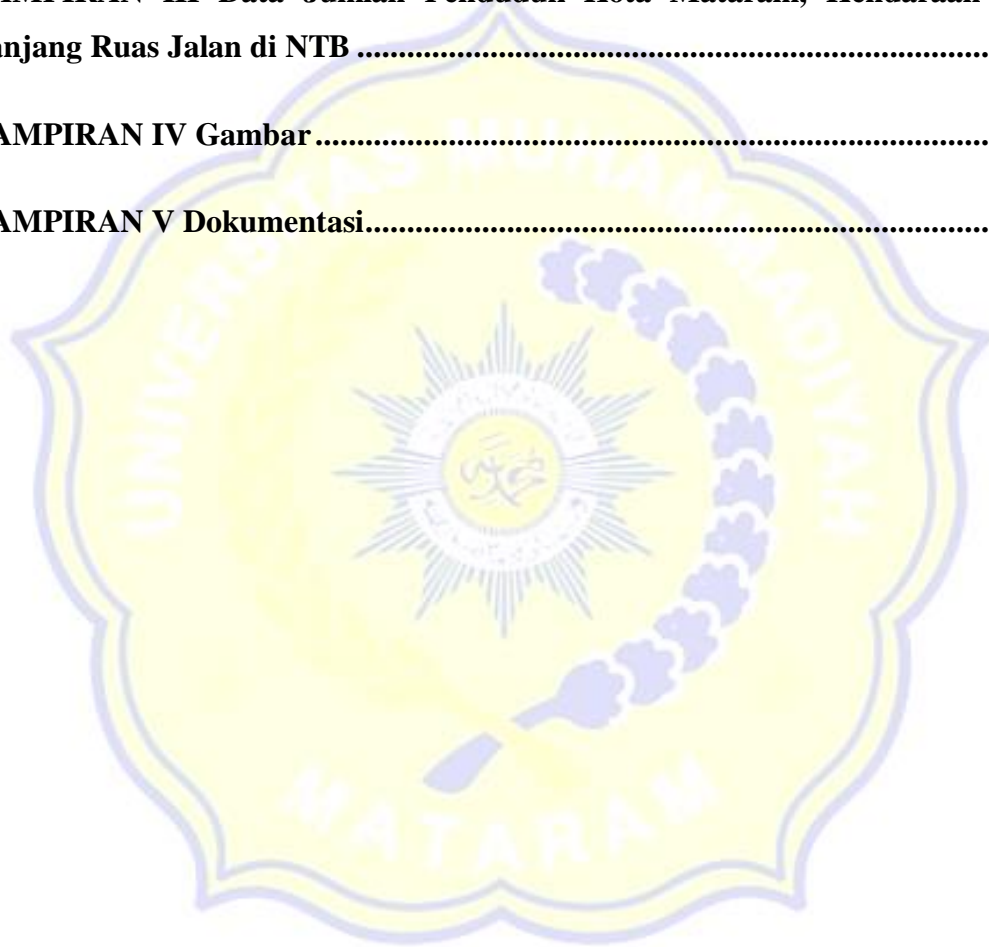 AMPIRAN III Data Jumlah Penduduk Kota Mataram, Kendaraan
anjang Ruas Jalan di NTB ............................................................................
AMPIRAN IV Gambar .................................................................................
AMPIRAN V Dokumentasi...........................................................................
UNIVERSITAS MUHAMMADIYAH
MATARAM